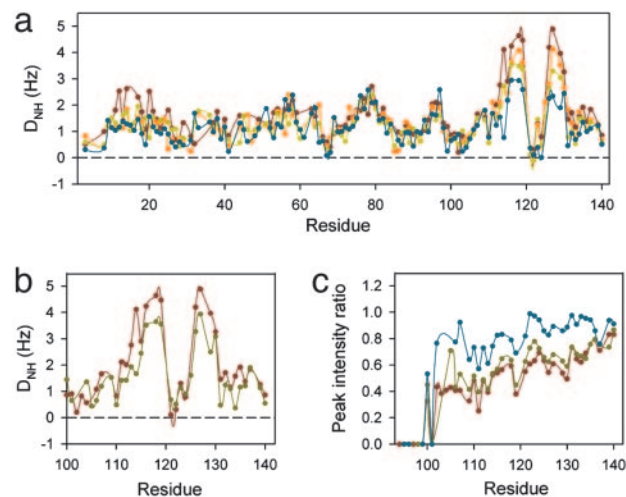 a
D_NH (Hz)
5
4
3
2
1
0
-1
20 40 60 80 100 120 140
Residue
b
D_NH (Hz)
5
4
3
2
1
0
1
100 110 120 130 140
Residue
c
Peak intensity ratio
1.2
1.0
0.8
0.6
0.4
0.2
0.0
100 110 120 130 140
Residue